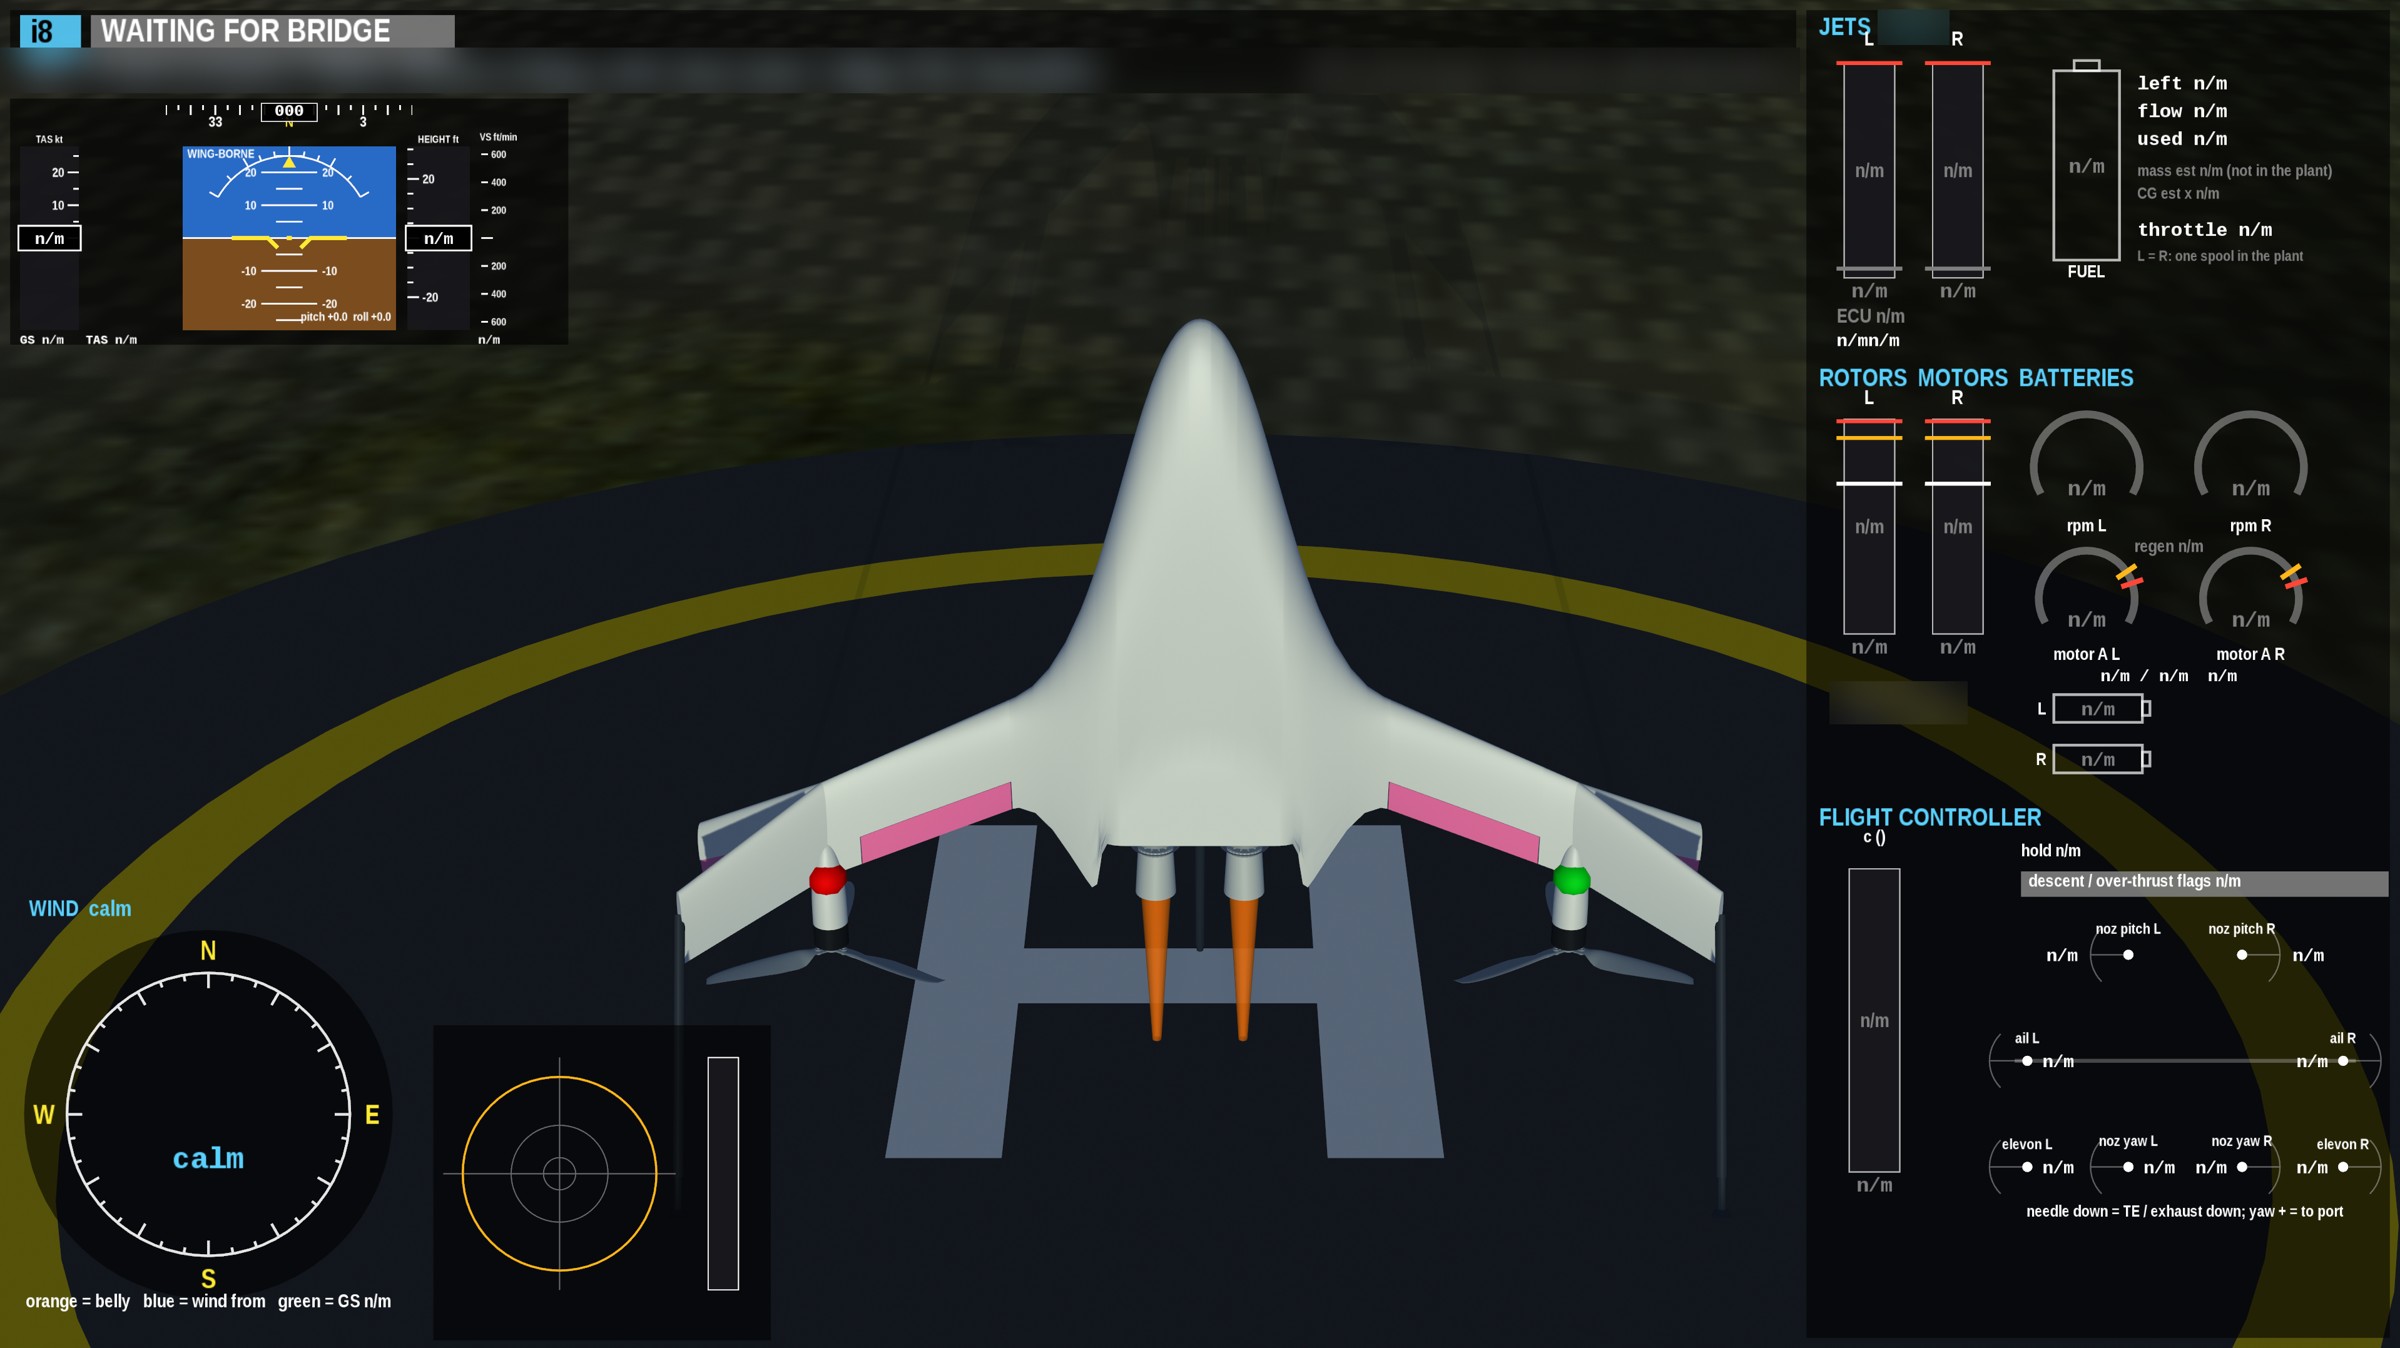 i8 WAITING FOR BRIDGE
33 000 N 3
TAS kt
HEIGHT ft
VS ft/min
20
10
n/m
WING-BORNE
20 20
10 10
-10 -10
-20 -20
pitch +0.0 roll +0.0
20
n/m
-20
600
400
200
200
400
600
GS n/m TAS n/m
n/m
JETS
L R
n/m n/m
n/m n/m
ECU n/m
n/mn/m
n/m
FUEL
left n/m
flow n/m
used n/m
mass est n/m (not in the plant)
CG est x n/m
throttle n/m
L = R: one spool in the plant
ROTORS MOTORS BATTERIES
L R
n/m n/m
n/m n/m
n/m n/m
rpm L rpm R
regen n/m
n/m n/m
motor A L motor A R
n/m / n/m n/m
L n/m
R n/m
FLIGHT CONTROLLER
c ()
n/m
n/m
hold n/m
descent / over-thrust flags n/m
noz pitch L noz pitch R
n/m n/m
ail L ail R
n/m n/m
elevon L noz yaw L noz yaw R elevon R
n/m n/m n/m n/m
needle down = TE / exhaust down; yaw + = to port
WIND calm
N
W E
calm
S
orange = belly blue = wind from green = GS n/m